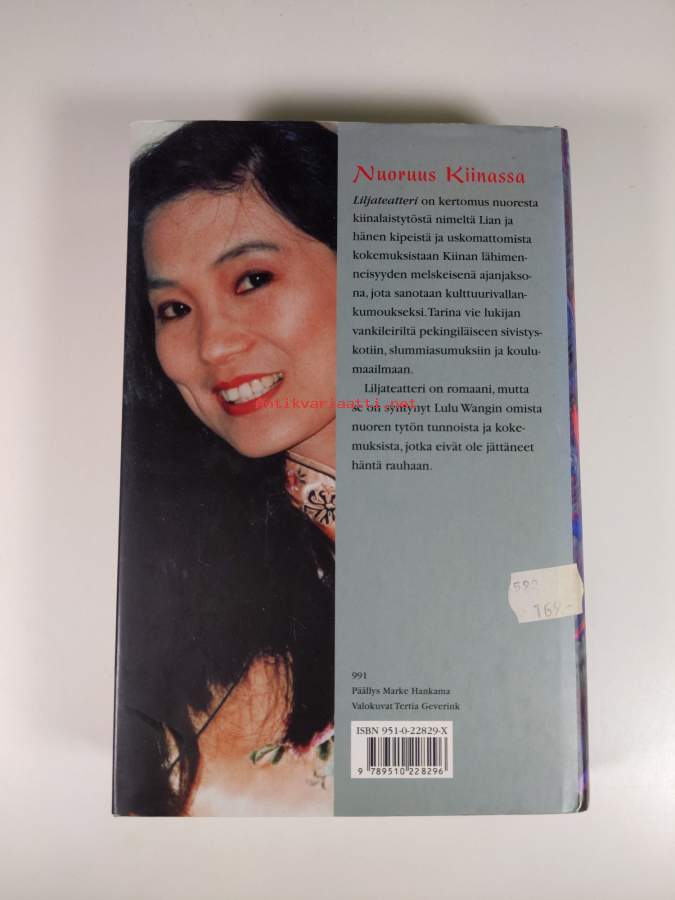 Nuoruus Kiinassa
Liljateatteri on kertomus nuoresta
kiinalaistytöstä nimeltä Lian ja
hänen kipeistä ja uskomattomista
kokemuksistaan Kiinan lähimen-
neisyyden melskeisenä ajanjakso-
na, jota sanotaan kulttuurivallan-
kumoukseksi. Tarina vie lukijan
vankileiriltä pekingiläiseen sivistys-
kotiin, slummiasumuksiin ja koulu-
maailmaan.
Liljateatteri on romaani, mutta
se on syntynyt Lulu Wangin omista
nuoren tytön tunnoista ja koke-
muksista, jotka eivät ole jättäneet
häntä rauhaan.
antikvariaatti.net
592
169.-
991
Päällys Marke Hankama
Valokuvat Tertia Geverink
ISBN 951-0-22829-X
9 789510 228296